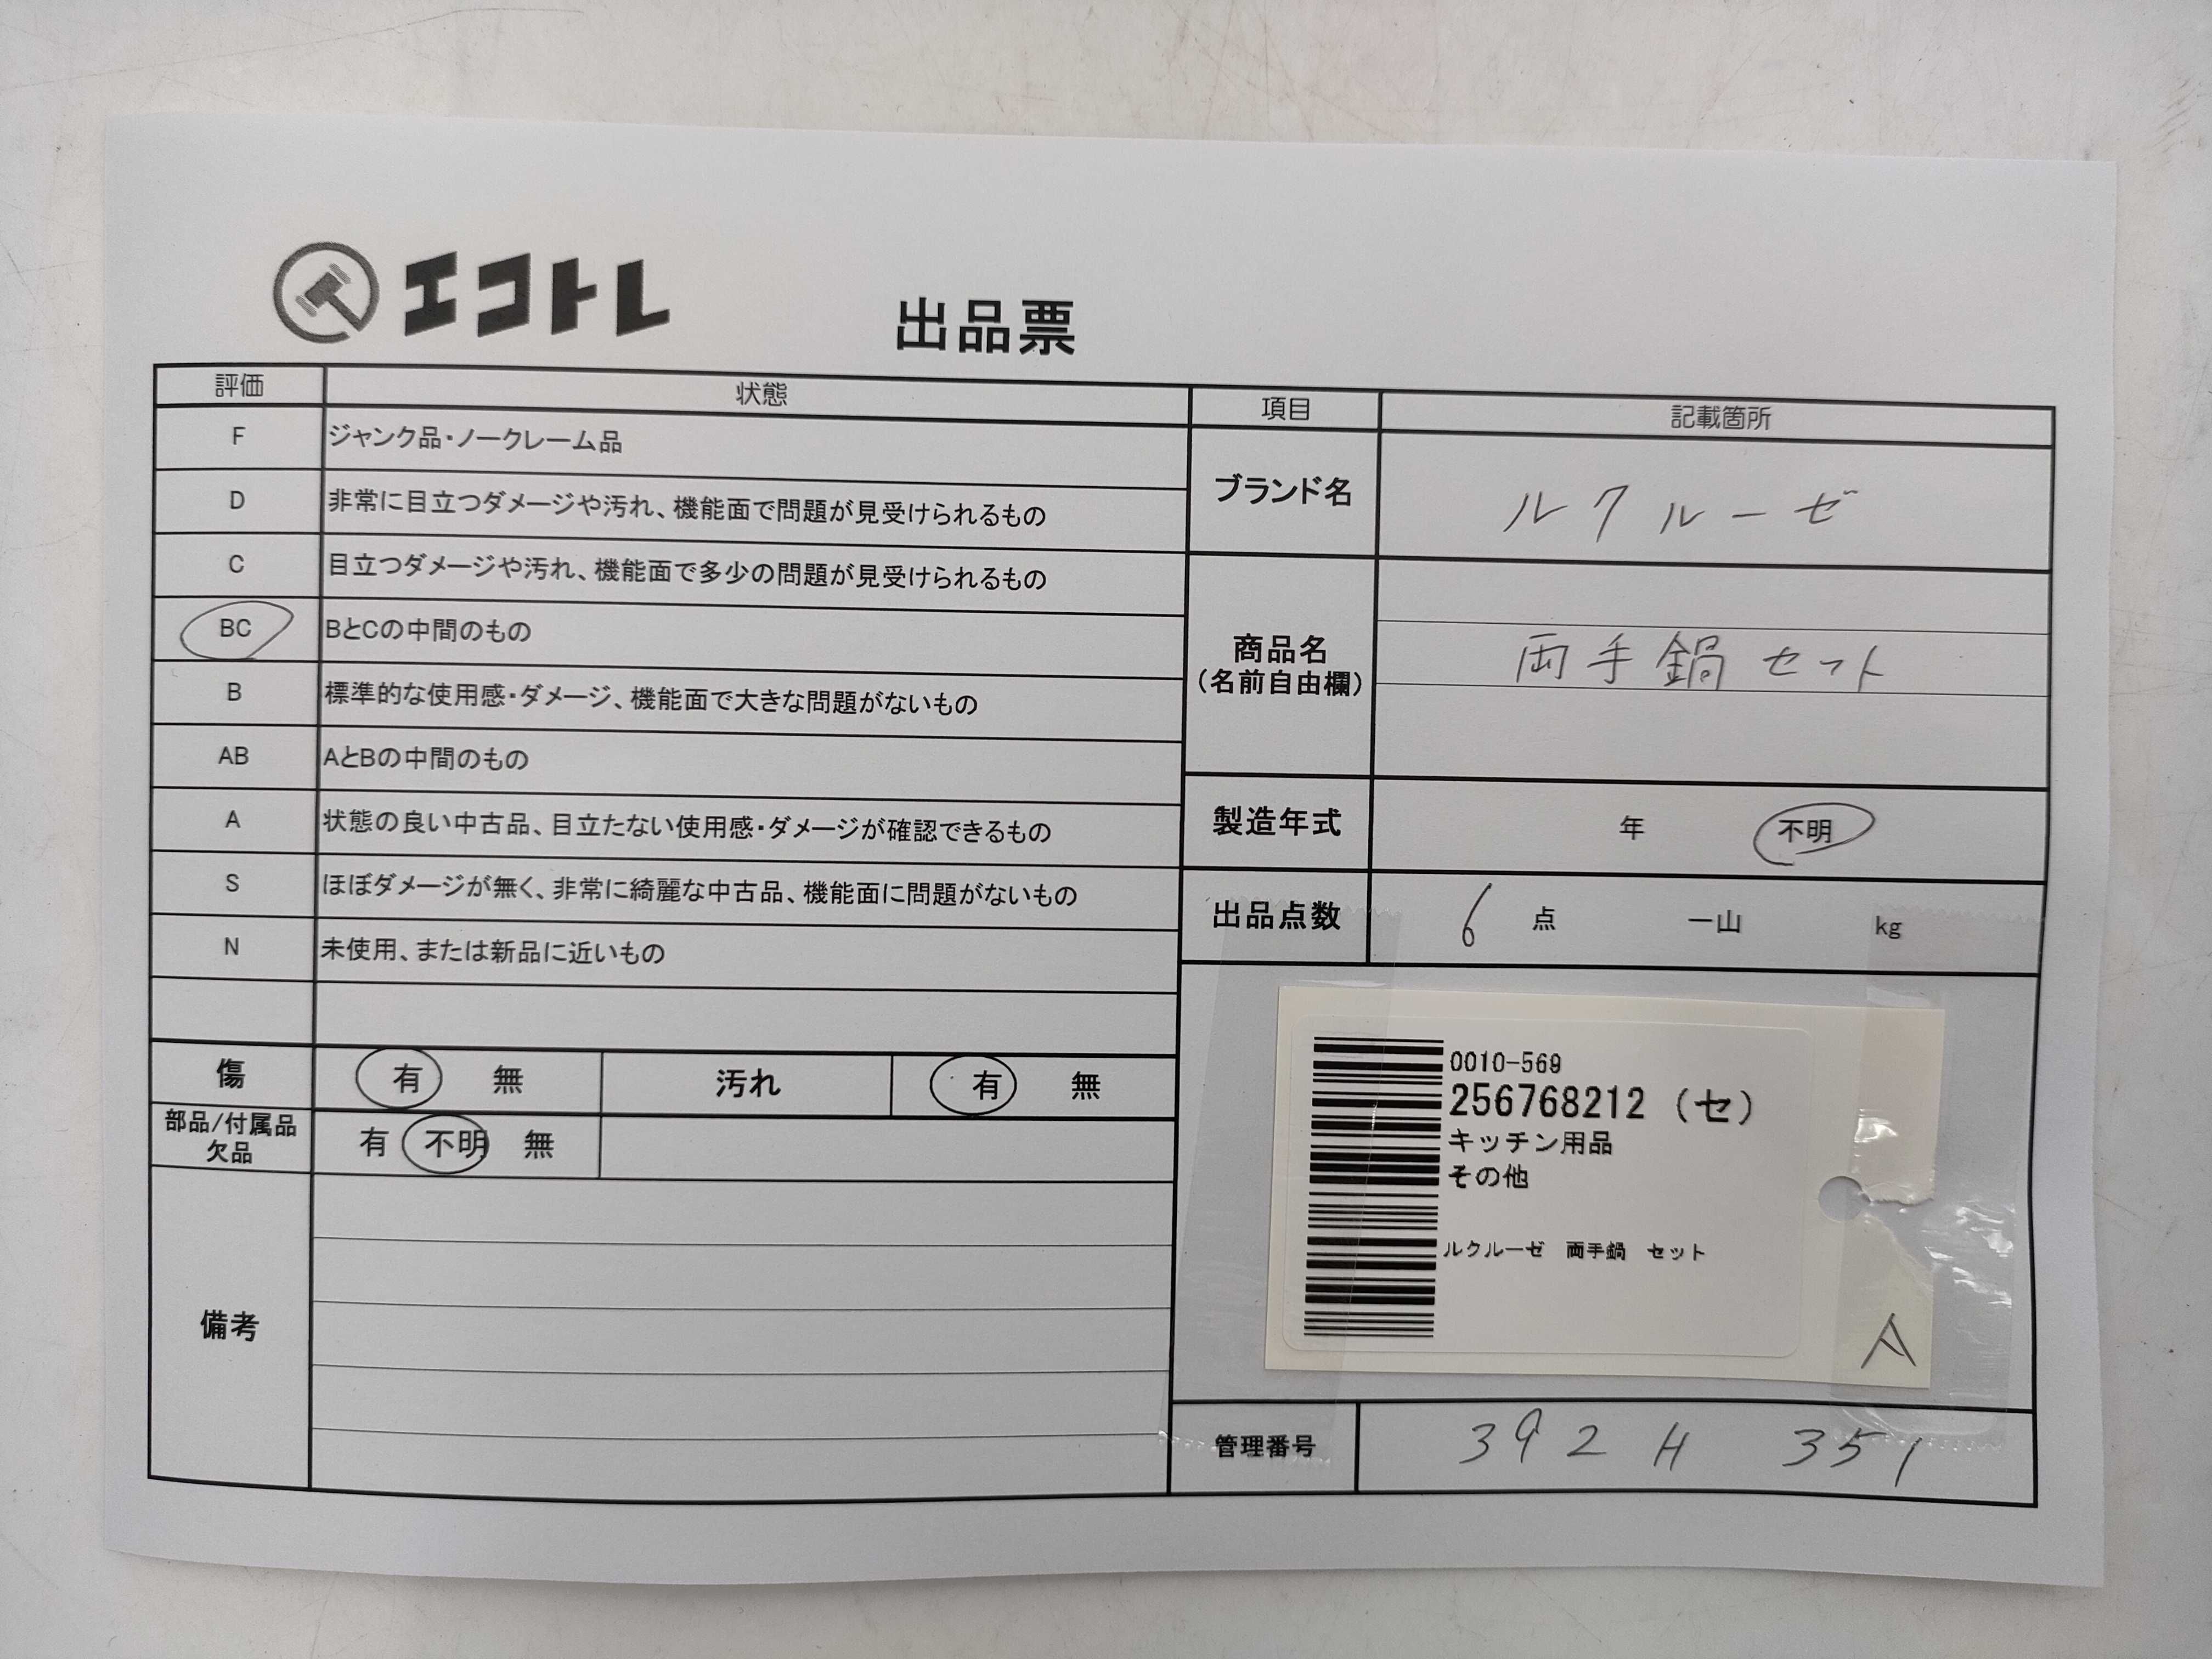 エコトレ
出品票
評価 状態
F ジャンク品・ノークレーム品
D 非常に目立つダメージや汚れ、機能面で問題が見受けられるもの
C 目立つダメージや汚れ、機能面で多少の問題が見受けられるもの
BC BとCの中間のもの
B 標準的な使用感・ダメージ、機能面で大きな問題がないもの
AB AとBの中間のもの
A 状態の良い中古品、目立たない使用感・ダメージが確認できるもの
S ほぼダメージが無く、非常に綺麗な中古品、機能面に問題がないもの
N 未使用、または新品に近いもの
傷 有 無 汚れ 有 無
部品/付属品
欠品 有 不明 無
備考
項目 記載箇所
ブランド名 ルクルーゼ
商品名
(名前自由欄) 両手鍋セット
製造年式 年 不明
出品点数 6 点 一山 kg
0010-569
256768212 (セ)
キッチン用品
その他
ルクルーゼ 両手鍋 セット
A
管理番号 392H 351